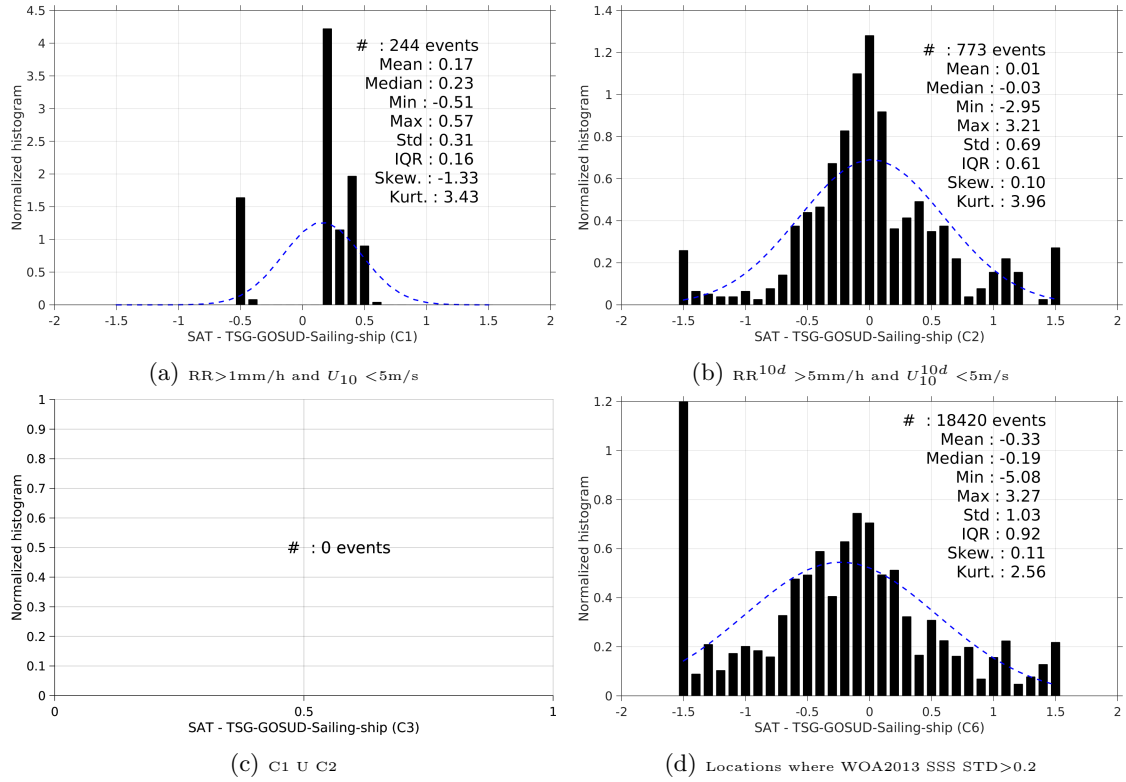 4.5
4
3.5
3
2.5
2
1.5
1
0.5
0
Normalized histogram
# : 244 events
Mean : 0.17
Median : 0.23
Min : -0.51
Max : 0.57
Std : 0.31
IQR : 0.16
Skew. : -1.33
Kurt. : 3.43
-2 -1.5 -1 -0.5 0 0.5 1 1.5 2
SAT - TSG-GOSUD-Sailing-ship (C1)
(a) RR>1mm/h and U10 <5m/s
1.4
1.2
1
0.8
0.6
0.4
0.2
0
Normalized histogram
# : 773 events
Mean : 0.01
Median : -0.03
Min : -2.95
Max : 3.21
Std : 0.69
IQR : 0.61
Skew. : 0.10
Kurt. : 3.96
-2 -1.5 -1 -0.5 0 0.5 1 1.5 2
SAT - TSG-GOSUD-Sailing-ship (C2)
(b) RR10d >5mm/h and U10d10 <5m/s
1
0.9
0.8
0.7
0.6
0.5
0.4
0.3
0.2
0.1
0
Normalized histogram
# : 0 events
0 0.5 1
SAT - TSG-GOSUD-Sailing-ship (C3)
(c) C1 U C2
1.2
1
0.8
0.6
0.4
0.2
0
Normalized histogram
# : 18420 events
Mean : -0.33
Median : -0.19
Min : -5.08
Max : 3.27
Std : 1.03
IQR : 0.92
Skew. : 0.11
Kurt. : 2.56
-2 -1.5 -1 -0.5 0 0.5 1 1.5 2
SAT - TSG-GOSUD-Sailing-ship (C6)
(d) Locations where WOA2013 SSS STD>0.2